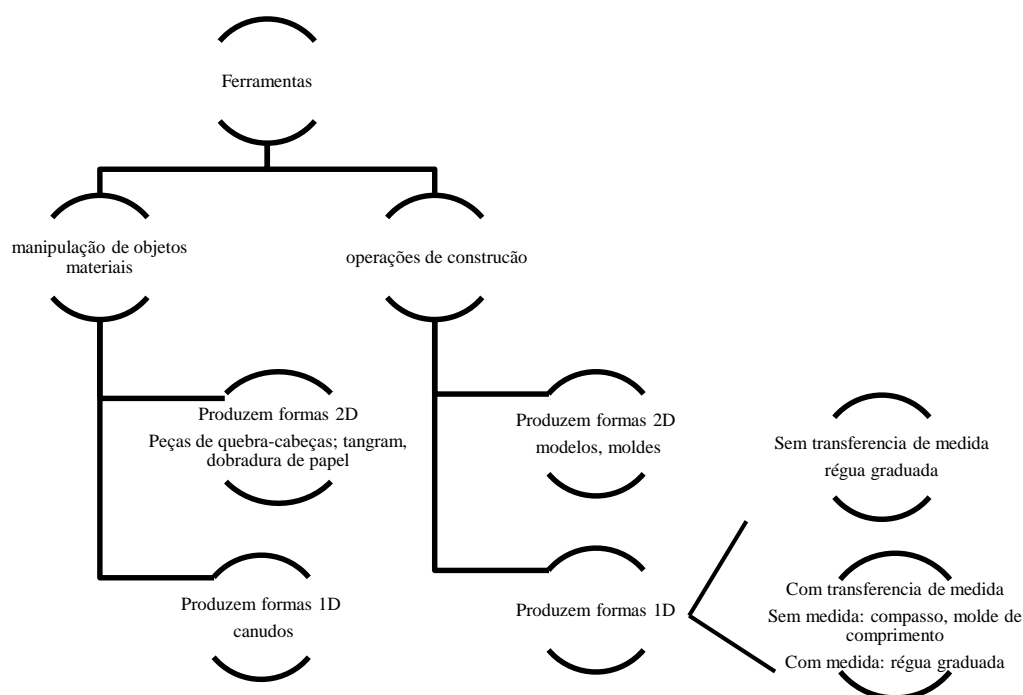 Ferramentas
manipulação de objetos
materiais
operações de construcão
Produzem formas 2D
Peças de quebra-cabeças; tangram,
dobradura de papel
Produzem formas 2D
modelos, moldes
Sem transferencia de medida
régua graduada
Produzem formas 1D
canudos
Produzem formas 1D
Com transferencia de medida
Sem medida: compasso, molde de
comprimento
Com medida: régua graduada